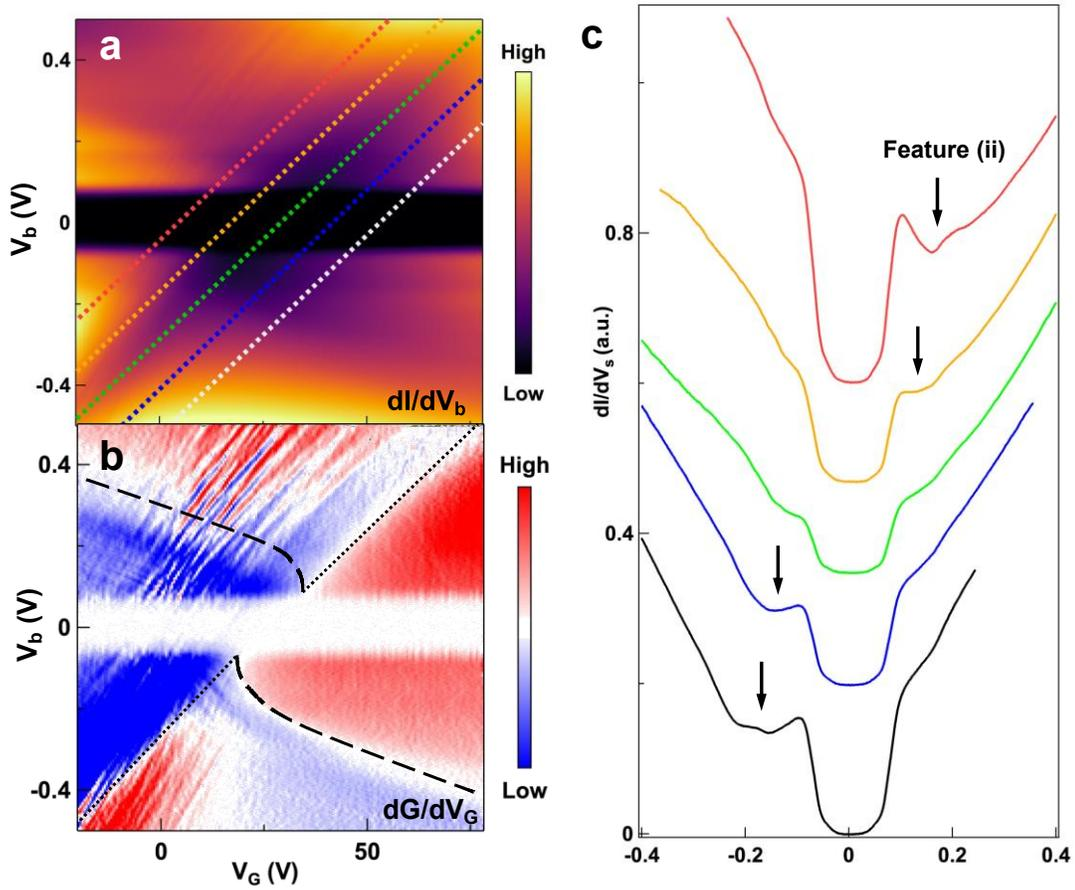 a
0.4
0
-0.4
V_b (V)
dI/dV_b
High
Low
b
0.4
0
-0.4
V_b (V)
dG/dV_G
High
Low
0
50
V_G (V)
c
Feature (ii)
0.8
0.4
0
dI/dV_s (a.u.)
-0.4
-0.2
0
0.2
0.4